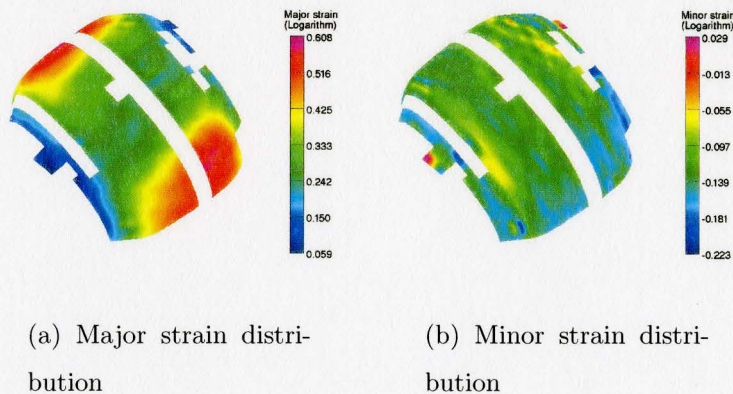 Major strain
(Logarithm)
0.608
0.516
0.425
0.333
0.242
0.150
0.059
Minor strain
(Logarithm)
0.029
-0.013
-0.055
-0.097
-0.139
-0.181
-0.223
(a) Major strain distri-
bution
(b) Minor strain distri-
bution